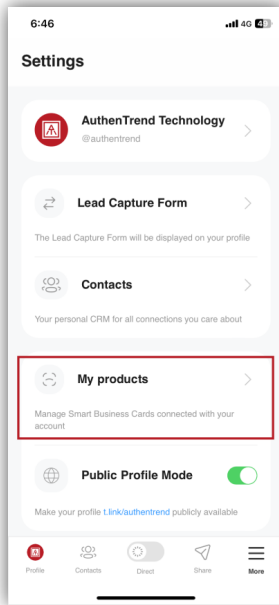 6:46
4G 49
Settings
AuthenTrend Technology
@authentrend
Lead Capture Form
The Lead Capture Form will be displayed on your profile
Contacts
Your personal CRM for all connections you care about
My products
Manage Smart Business Cards connected with your
account
Public Profile Mode
Make your profile t.link/authentrend publicly available
Profile Contacts Direct Share More